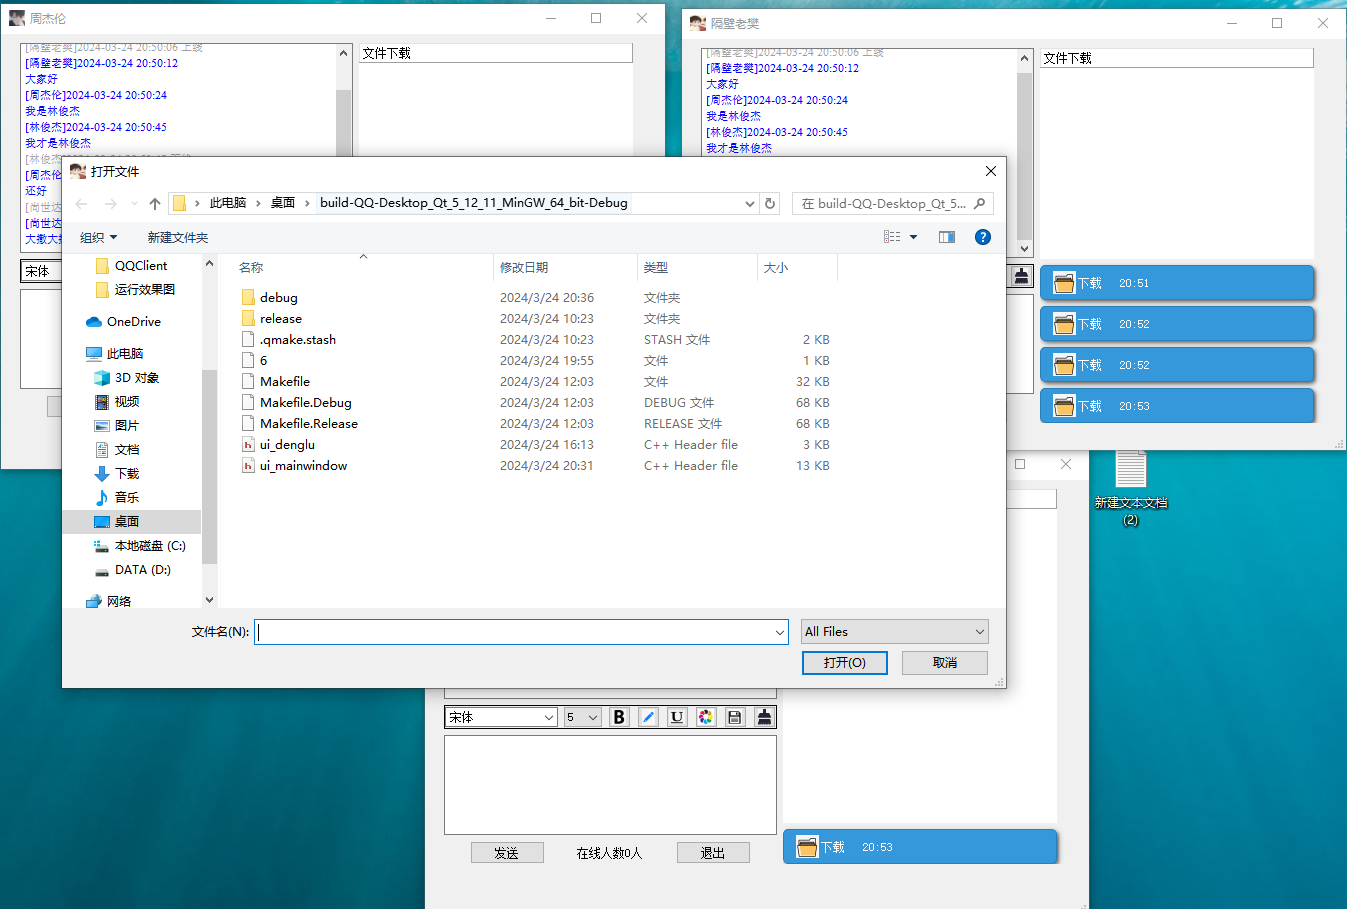 周杰伦
[隔壁老樊]2024-03-24 20:50:06 上线
[隔壁老樊]2024-03-24 20:50:12
大家好
[周杰伦]2024-03-24 20:50:24
我是林俊杰
[林俊杰]2024-03-24 20:50:45
我才是林俊杰
[林俊杰
[周杰伦
还好
[尚世达
[尚世达
大撒大
宋体
文件下载
隔壁老樊
[隔壁老樊]2024-03-24 20:50:06 上线
[隔壁老樊]2024-03-24 20:50:12
大家好
[周杰伦]2024-03-24 20:50:24
我是林俊杰
[林俊杰]2024-03-24 20:50:45
我才是林俊杰
文件下载
下载 20:51
下载 20:52
下载 20:52
下载 20:53
打开文件
此电脑 › 桌面 › build-QQ-Desktop_Qt_5_12_11_MinGW_64_bit-Debug
在 build-QQ-Desktop_Qt_5...
组织 新建文件夹
QQClient
运行效果图
OneDrive
此电脑
3D 对象
视频
图片
文档
下载
音乐
桌面
本地磁盘 (C:)
DATA (D:)
网络
名称 修改日期 类型 大小
debug 2024/3/24 20:36 文件夹
release 2024/3/24 10:23 文件夹
.qmake.stash 2024/3/24 10:23 STASH 文件 2 KB
6 2024/3/24 19:55 文件 1 KB
Makefile 2024/3/24 12:03 文件 32 KB
Makefile.Debug 2024/3/24 12:03 DEBUG 文件 68 KB
Makefile.Release 2024/3/24 12:03 RELEASE 文件 68 KB
ui_denglu 2024/3/24 16:13 C++ Header file 3 KB
ui_mainwindow 2024/3/24 20:31 C++ Header file 13 KB
文件名(N):
All Files
打开(O) 取消
新建文本文档
(2)
宋体 5 B U
发送 在线人数0人 退出
下载 20:53